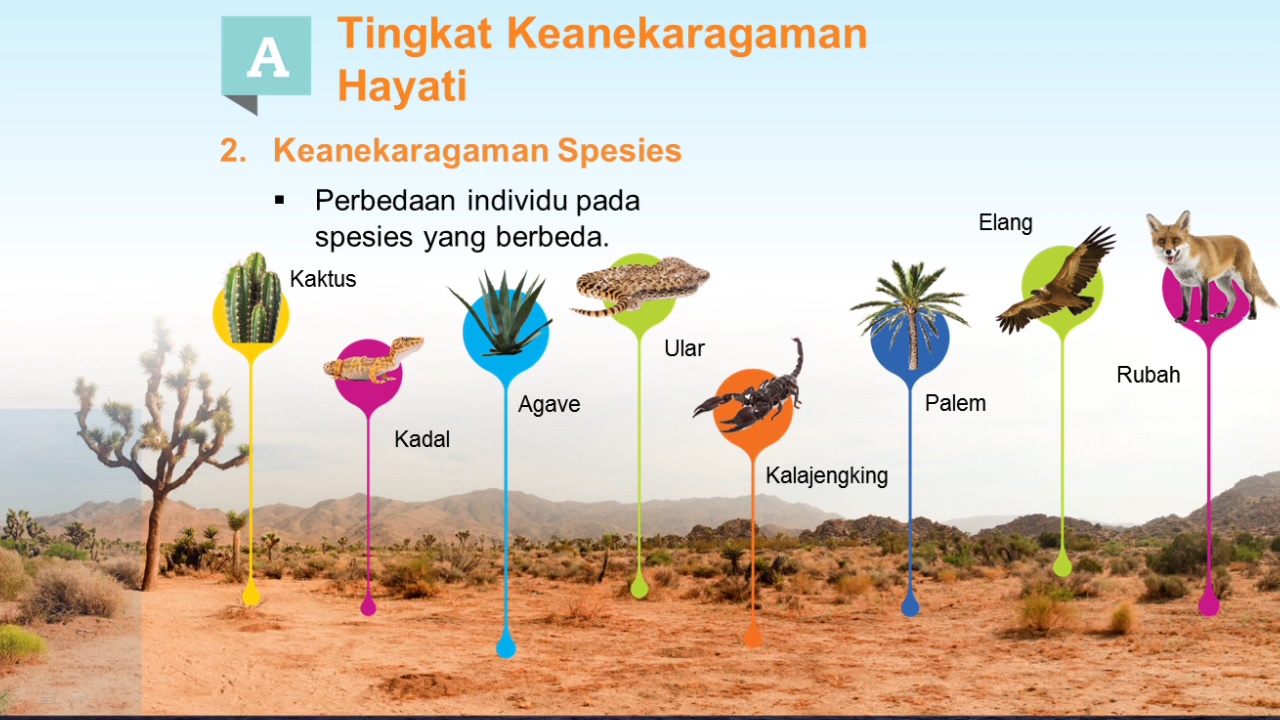 A
Tingkat Keanekaragaman
Hayati
2. Keanekaragaman Spesies
▪ Perbedaan individu pada
spesies yang berbeda.
Elang
Kaktus
Ular
Rubah
Agave
Palem
Kadal
Kalajengking